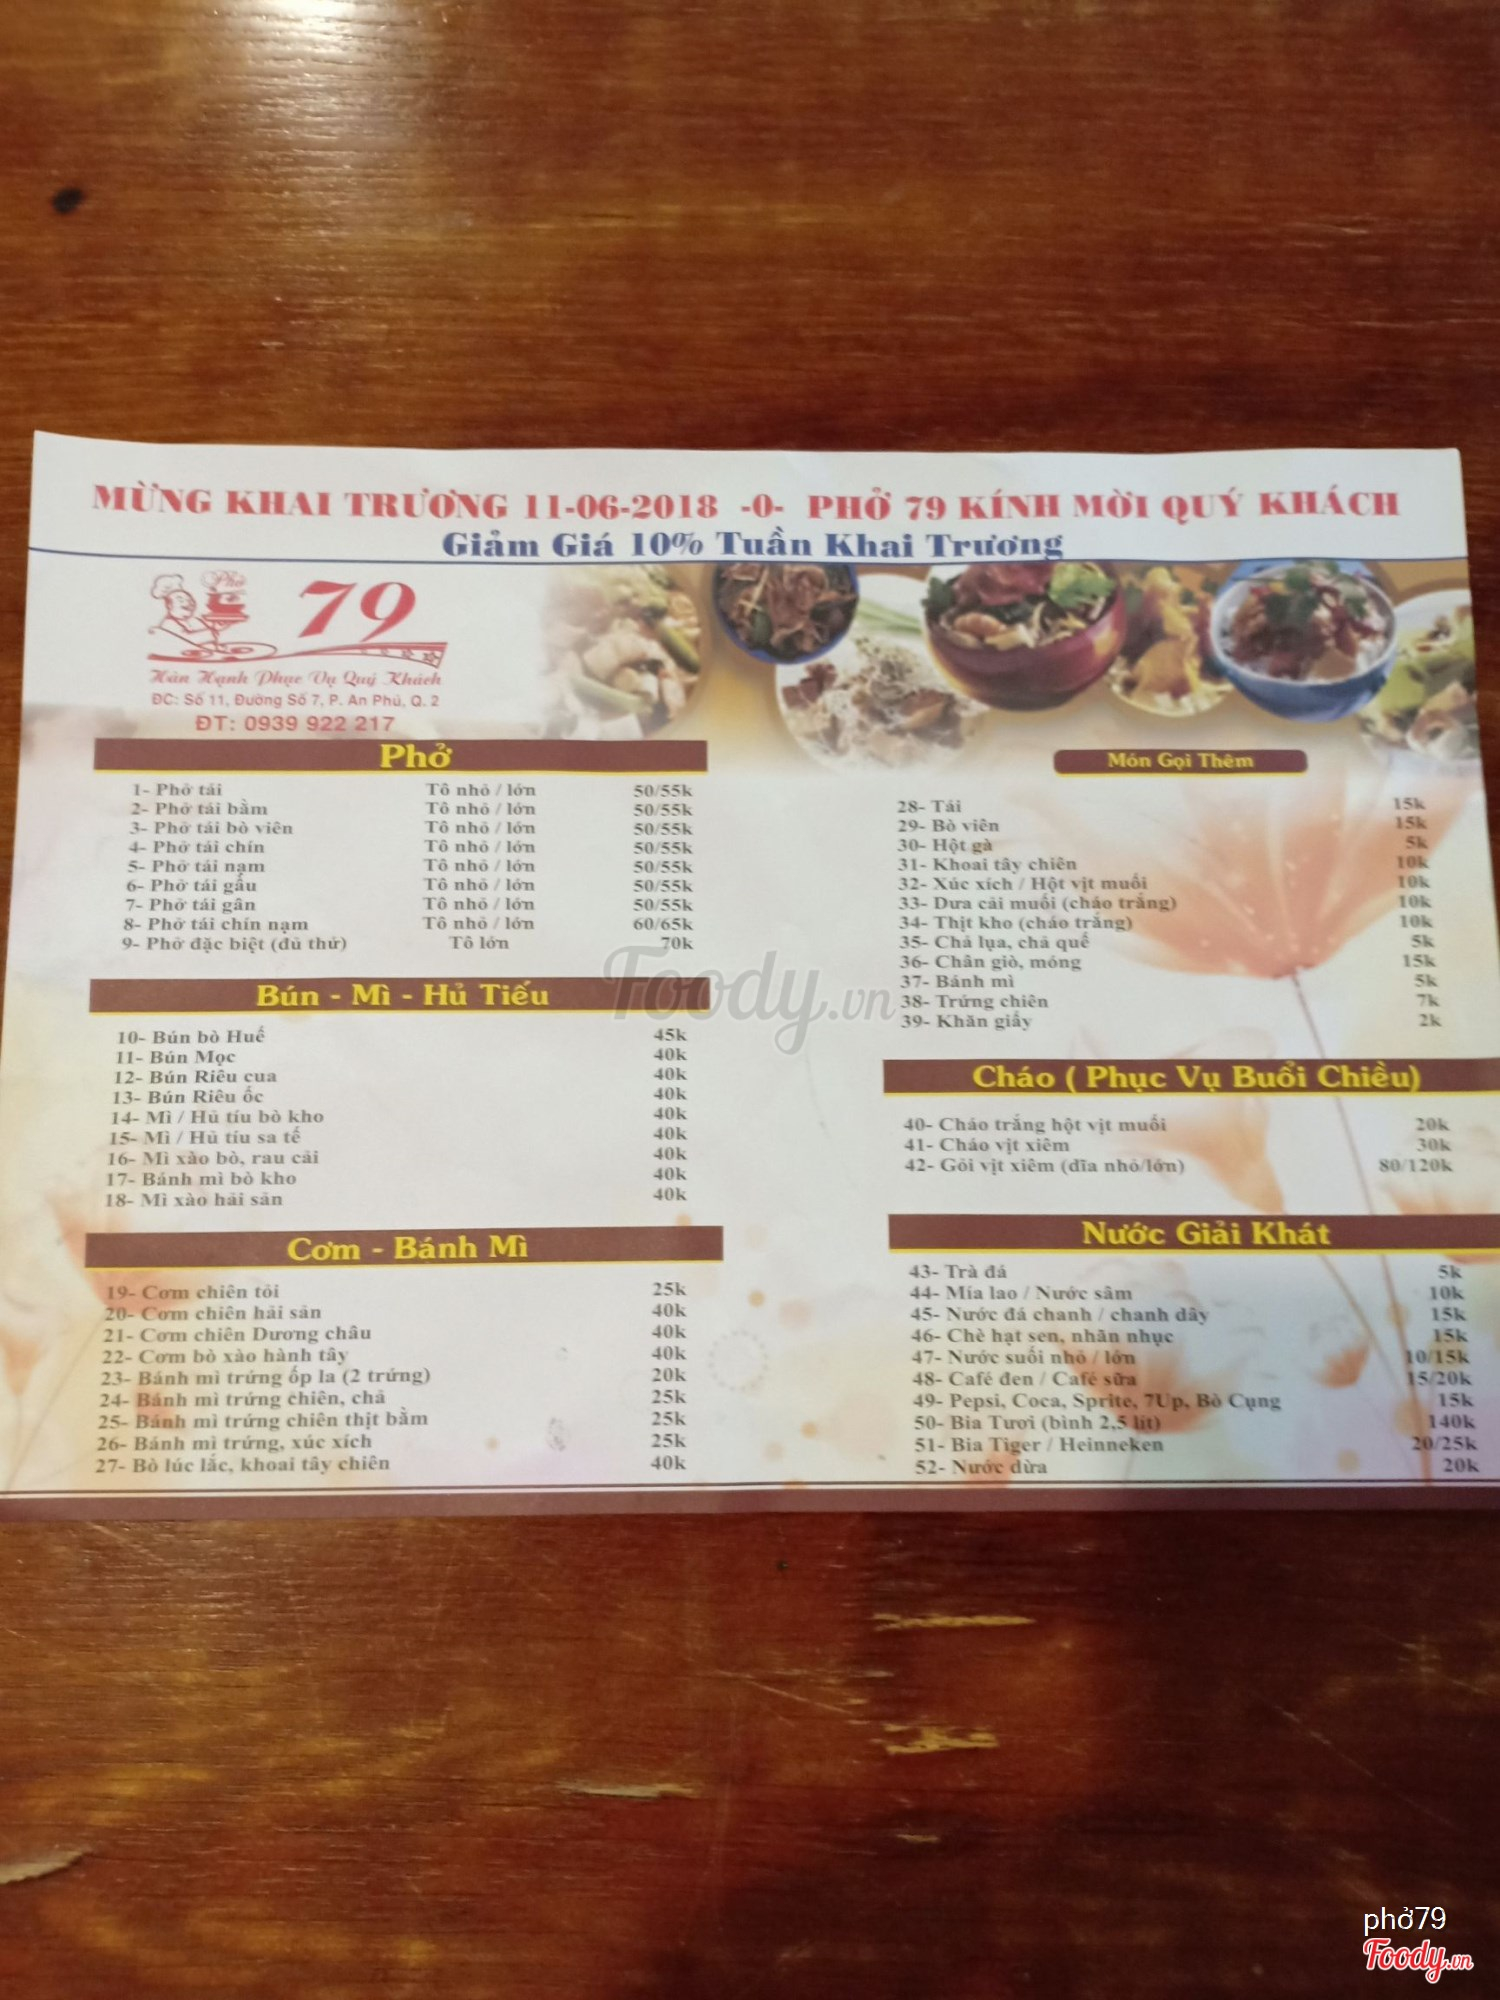 MỪNG KHAI TRƯƠNG 11-06-2018 -0- PHỞ 79 KÍNH MỜI QUÝ KHÁCH
Giảm Giá 10% Tuần Khai Trương
Phở
79
Hân Hạnh Phục Vụ Quý Khách
ĐC: Số 11, Đường Số 7, P. An Phú, Q. 2
ĐT: 0939 922 217
Phở
1- Phở tái Tô nhỏ / lớn 50/55k
2- Phở tái bằm Tô nhỏ / lớn 50/55k
3- Phở tái bò viên Tô nhỏ / lớn 50/55k
4- Phở tái chín Tô nhỏ / lớn 50/55k
5- Phở tái nạm Tô nhỏ / lớn 50/55k
6- Phở tái gầu Tô nhỏ / lớn 50/55k
7- Phở tái gân Tô nhỏ / lớn 50/55k
8- Phở tái chín nạm Tô nhỏ / lớn 60/65k
9- Phở đặc biệt (đủ thứ) Tô lớn 70k
Bún - Mì - Hủ Tiếu
10- Bún bò Huế 45k
11- Bún Mọc 40k
12- Bún Riêu cua 40k
13- Bún Riêu ốc 40k
14- Mì / Hủ tíu bò kho 40k
15- Mì / Hủ tíu sa tế 40k
16- Mì xào bò, rau cải 40k
17- Bánh mì bò kho 40k
18- Mì xào hải sản 40k
Cơm - Bánh Mì
19- Cơm chiên tỏi 25k
20- Cơm chiên hải sản 40k
21- Cơm chiên Dương châu 40k
22- Cơm bò xào hành tây 40k
23- Bánh mì trứng ốp la (2 trứng) 20k
24- Bánh mì trứng chiên, chả 25k
25- Bánh mì trứng chiên thịt bằm 25k
26- Bánh mì trứng, xúc xích 25k
27- Bò lúc lắc, khoai tây chiên 40k
Món Gọi Thêm
28- Tái 15k
29- Bò viên 15k
30- Hột gà 5k
31- Khoai tây chiên 10k
32- Xúc xích / Hột vịt muối 10k
33- Dưa cải muối (cháo trắng) 10k
34- Thịt kho (cháo trắng) 10k
35- Chả lụa, chả quế 5k
36- Chân giò, móng 15k
37- Bánh mì 5k
38- Trứng chiên 7k
39- Khăn giấy 2k
Cháo ( Phục Vụ Buổi Chiều)
40- Cháo trắng hột vịt muối 20k
41- Cháo vịt xiêm 30k
42- Gỏi vịt xiêm (dĩa nhỏ/lớn) 80/120k
Nước Giải Khát
43- Trà đá 5k
44- Mía lao / Nước sâm 10k
45- Nước đá chanh / chanh dây 15k
46- Chè hạt sen, nhãn nhục 15k
47- Nước suối nhỏ / lớn 10/15k
48- Café đen / Café sữa 15/20k
49- Pepsi, Coca, Sprite, 7Up, Bò Cụng 15k
50- Bia Tươi (bình 2,5 lít) 140k
51- Bia Tiger / Heinneken 20/25k
52- Nước dừa 20k
Foody.vn
phở79
Foody.vn